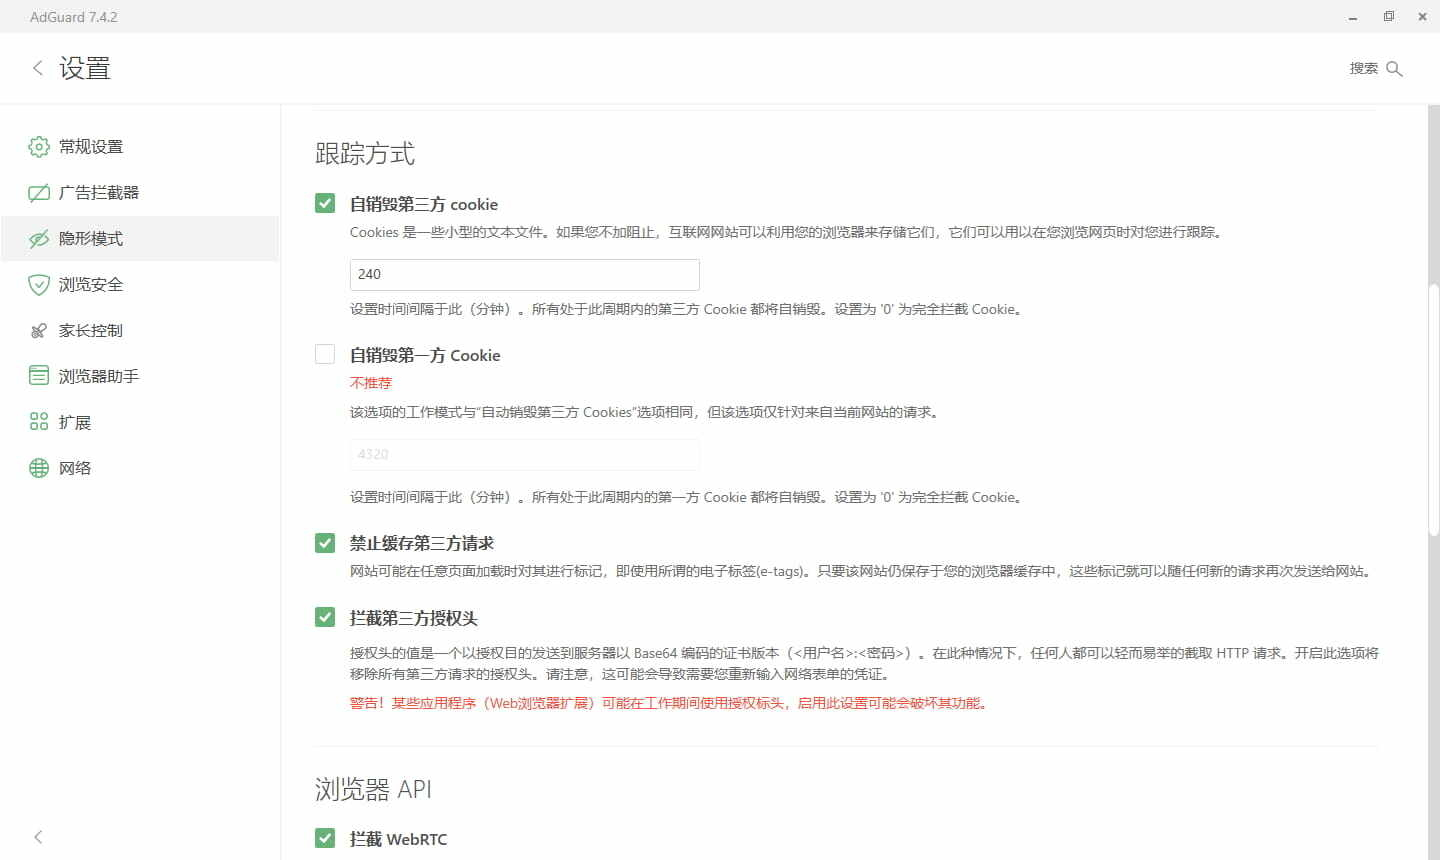 AdGuard 7.4.2
设置
搜索
常规设置
广告拦截器
隐形模式
浏览安全
家长控制
浏览器助手
扩展
网络
跟踪方式
自销毁第三方 cookie
Cookies 是一些小型的文本文件。如果您不加阻止，互联网网站可以利用您的浏览器来存储它们，它们可以用以在您浏览网页时对您进行跟踪。
240
设置时间间隔于此（分钟）。所有处于此周期内的第三方 Cookie 都将自销毁。设置为 '0' 为完全拦截 Cookie。
自销毁第一方 Cookie
不推荐
该选项的工作模式与“自动销毁第三方 Cookies”选项相同，但该选项仅针对来自当前网站的请求。
4320
设置时间间隔于此（分钟）。所有处于此周期内的第一方 Cookie 都将自销毁。设置为 '0' 为完全拦截 Cookie。
禁止缓存第三方请求
网站可能在任意页面加载时对其进行标记，即使用所谓的电子标签(e-tags)。只要该网站仍保存于您的浏览器缓存中，这些标记就可以随任何新的请求再次发送给网站。
拦截第三方授权头
授权头的值是一个以授权目的发送到服务器以 Base64 编码的证书版本（<用户名>:<密码>）。在此种情况下，任何人都可以轻而易举的截取 HTTP 请求。开启此选项将
移除所有第三方请求的授权头。请注意，这可能会导致需要您重新输入网络表单的凭证。
警告！某些应用程序（Web浏览器扩展）可能在工作期间使用授权标头，启用此设置可能会破坏其功能。
浏览器 API
拦截 WebRTC